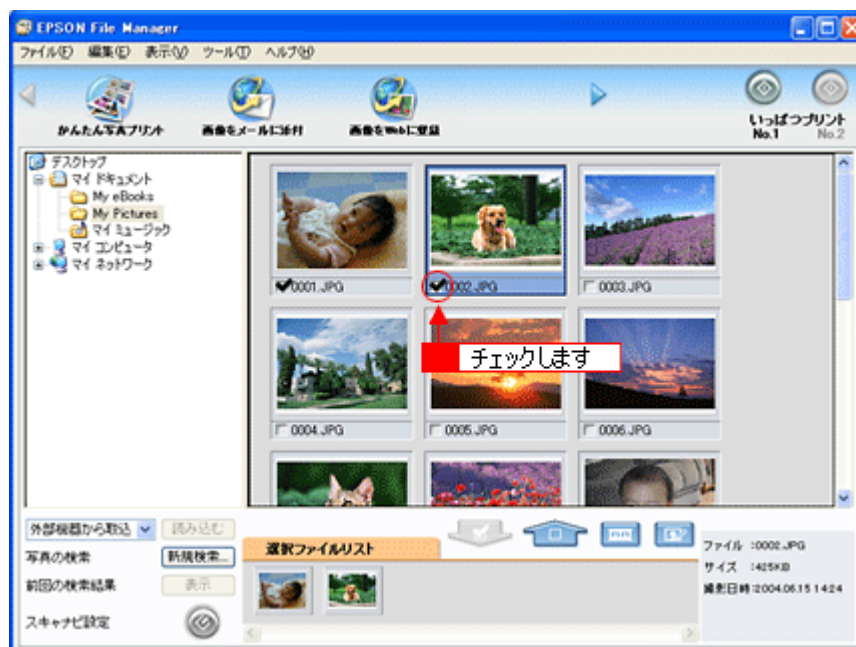 EPSON File Manager
ファイル(F) 編集(E) 表示(V) ツール(T) ヘルプ(H)
かんたん写真プリント 画像をメールに添付 画像をWebに登録
いっぱつプリント
No.1 No.2
デスクトップ
マイ ドキュメント
My eBooks
My Pictures
マイ ミュージック
マイ コンピュータ
マイ ネットワーク
0001.JPG 0002.JPG 0003.JPG
チェックします
0004.JPG 0005.JPG 0006.JPG
外部機器から取込 読み込む
写真の検索 新規検索...
前回の検索結果 表示
スキャナビ設定
選択ファイルリスト
ファイル :0002.JPG
サイズ :425KB
撮影日時:2004.06.15 14:24